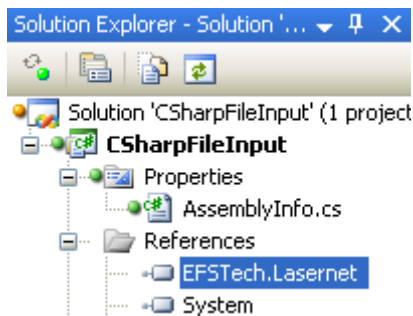 Solution Explorer - Solution '...
Solution 'CSharpFileInput' (1 project
CSharpFileInput
Properties
AssemblyInfo.cs
References
EFSTech.Lasernet
System